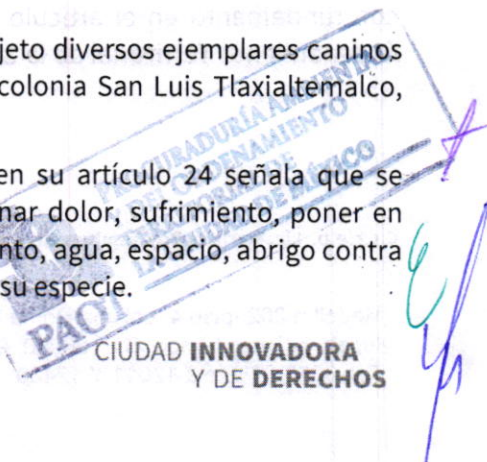 jeto diversos ejemplares caninos
colonia San Luis Tlaxialtemalco,
en su artículo 24 señala que se
nar dolor, sufrimiento, poner en
nto, agua, espacio, abrigo contra
su especie.
PROCURADURÍA AMBIENTAL
DEL ORDENAMIENTO
TERRITORIAL DE
LA CIUDAD DE MÉXICO
PAOT
CIUDAD INNOVADORA
Y DE DERECHOS